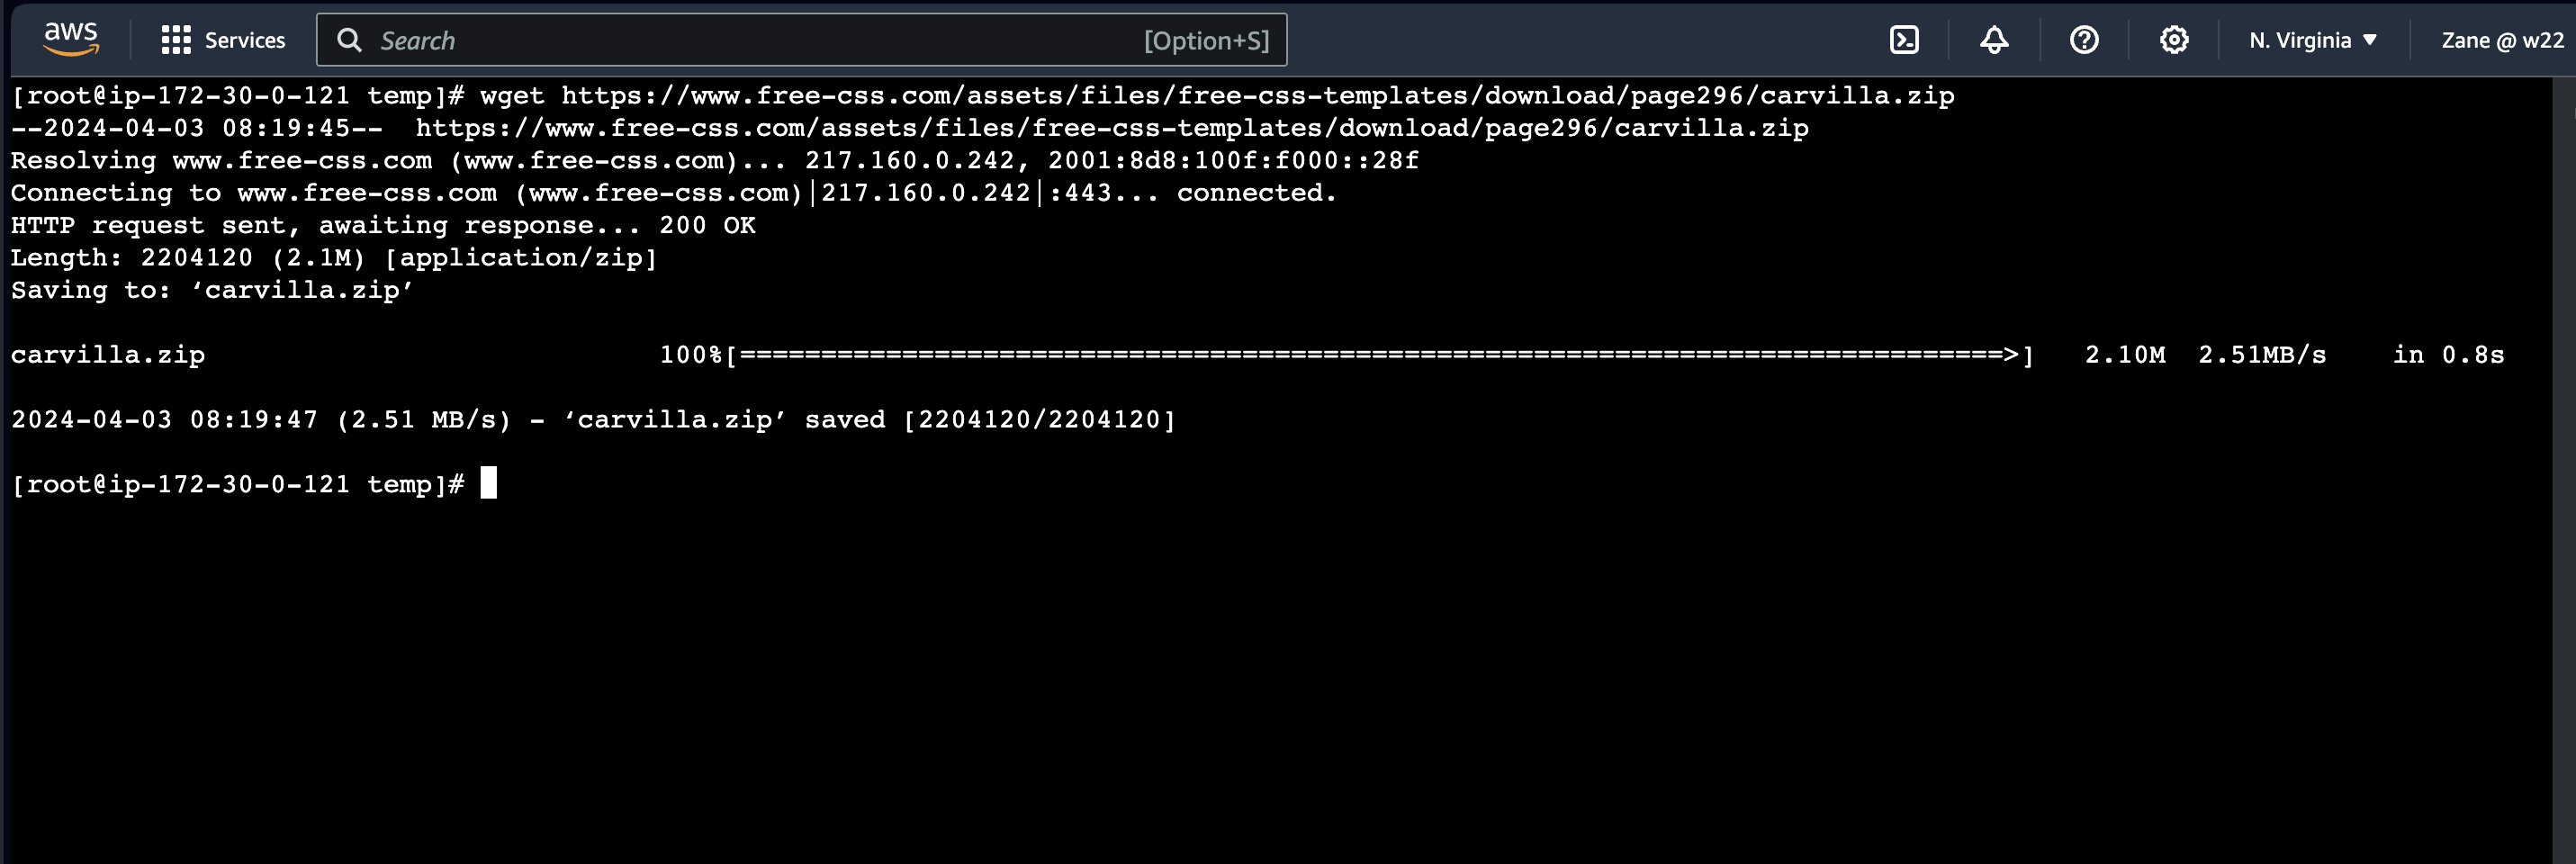 aws Services Search [Option+S] N. Virginia Zane @ w22
[root@ip-172-30-0-121 temp]# wget https://www.free-css.com/assets/files/free-css-templates/download/page296/carvilla.zip
--2024-04-03 08:19:45--  https://www.free-css.com/assets/files/free-css-templates/download/page296/carvilla.zip
Resolving www.free-css.com (www.free-css.com)... 217.160.0.242, 2001:8d8:100f:f000::28f
Connecting to www.free-css.com (www.free-css.com)|217.160.0.242|:443... connected.
HTTP request sent, awaiting response... 200 OK
Length: 2204120 (2.1M) [application/zip]
Saving to: ‘carvilla.zip’
carvilla.zip 100%[==============================================================================>] 2.10M 2.51MB/s in 0.8s
2024-04-03 08:19:47 (2.51 MB/s) - ‘carvilla.zip’ saved [2204120/2204120]
[root@ip-172-30-0-121 temp]#